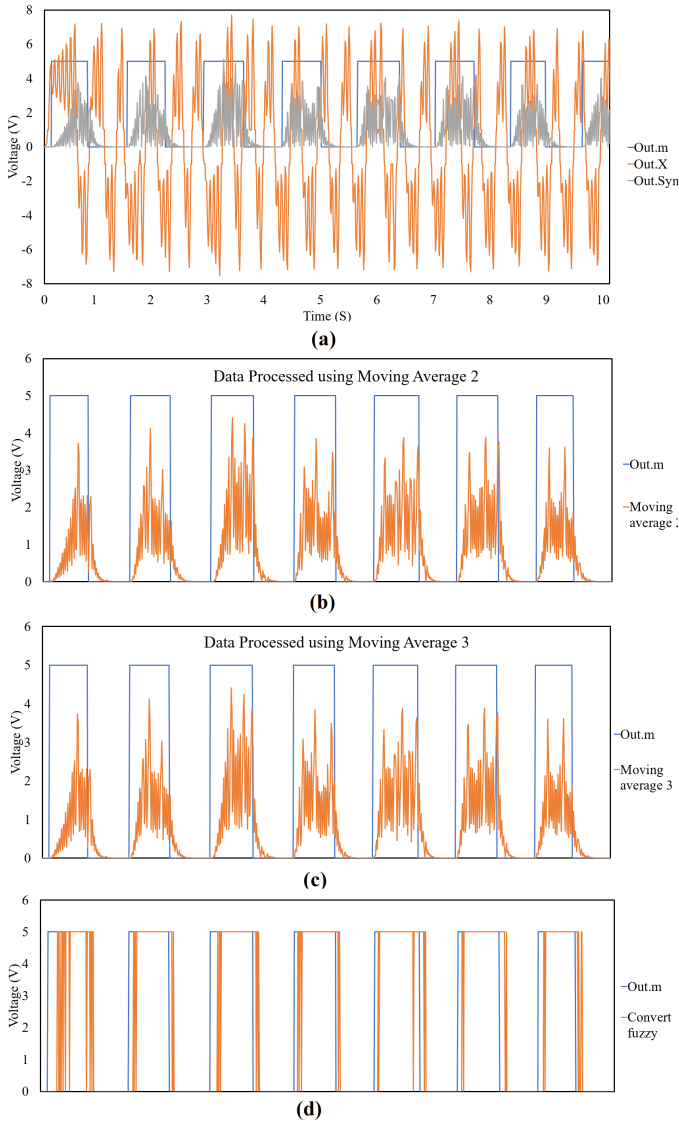 8
6
4
2
0
-2
-4
-6
-8
Voltage (V)
0 1 2 3 4 5 6 7 8 9 10
Time (S)
Out.m
Out.X
Out.Syn
(a)
Data Processed using Moving Average 2
6
5
4
3
2
1
0
Voltage (V)
Out.m
Moving
average 2
(b)
Data Processed using Moving Average 3
6
5
4
3
2
1
0
Voltage (V)
Out.m
Moving
average 3
(c)
6
5
4
3
2
1
0
Voltage (V)
Out.m
Convert
fuzzy
(d)